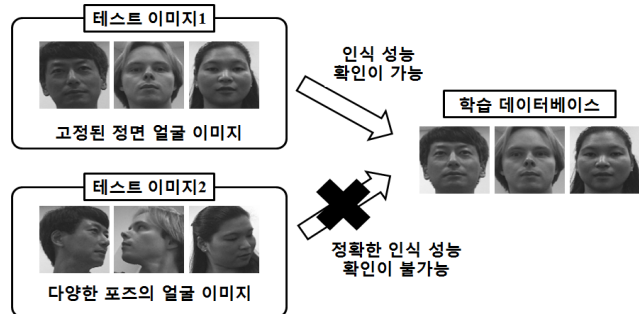 테스트 이미지1
고정된 정면 얼굴 이미지
인식 성능
확인이 가능
학습 데이터베이스
테스트 이미지2
다양한 포즈의 얼굴 이미지
정확한 인식 성능
확인이 불가능